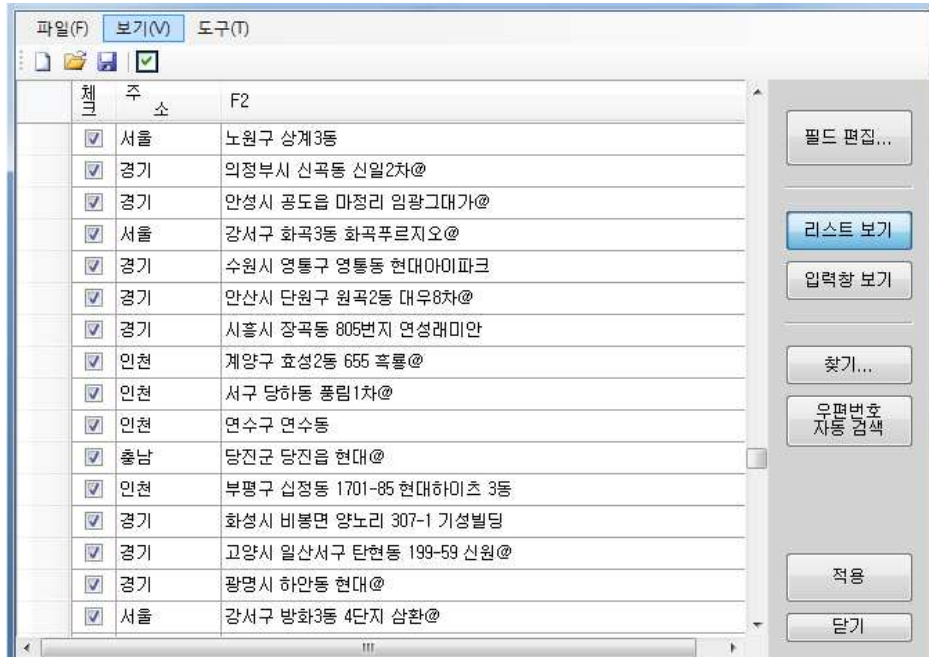 파일(F) 보기(V) 도구(T)
체크 주소 F2
서울 노원구 상계3동
경기 의정부시 신곡동 신일2차@
경기 안성시 공도읍 마정리 임광그대가@
서울 강서구 화곡3동 화곡푸르지오@
경기 수원시 영통구 영통동 현대아이파크
경기 안산시 단원구 원곡2동 대우8차@
경기 시흥시 장곡동 805번지 연성래미안
인천 계양구 효성2동 655 흑룡@
인천 서구 당하동 풍림1차@
인천 연수구 연수동
충남 당진군 당진읍 현대@
인천 부평구 십정동 1701-85 현대하이츠 3동
경기 화성시 비봉면 양노리 307-1 기성빌딩
경기 고양시 일산서구 탄현동 199-59 신원@
경기 광명시 하안동 현대@
서울 강서구 방화3동 4단지 삼환@
필드 편집...
리스트 보기
입력창 보기
찾기...
우편번호
자동 검색
적용
닫기